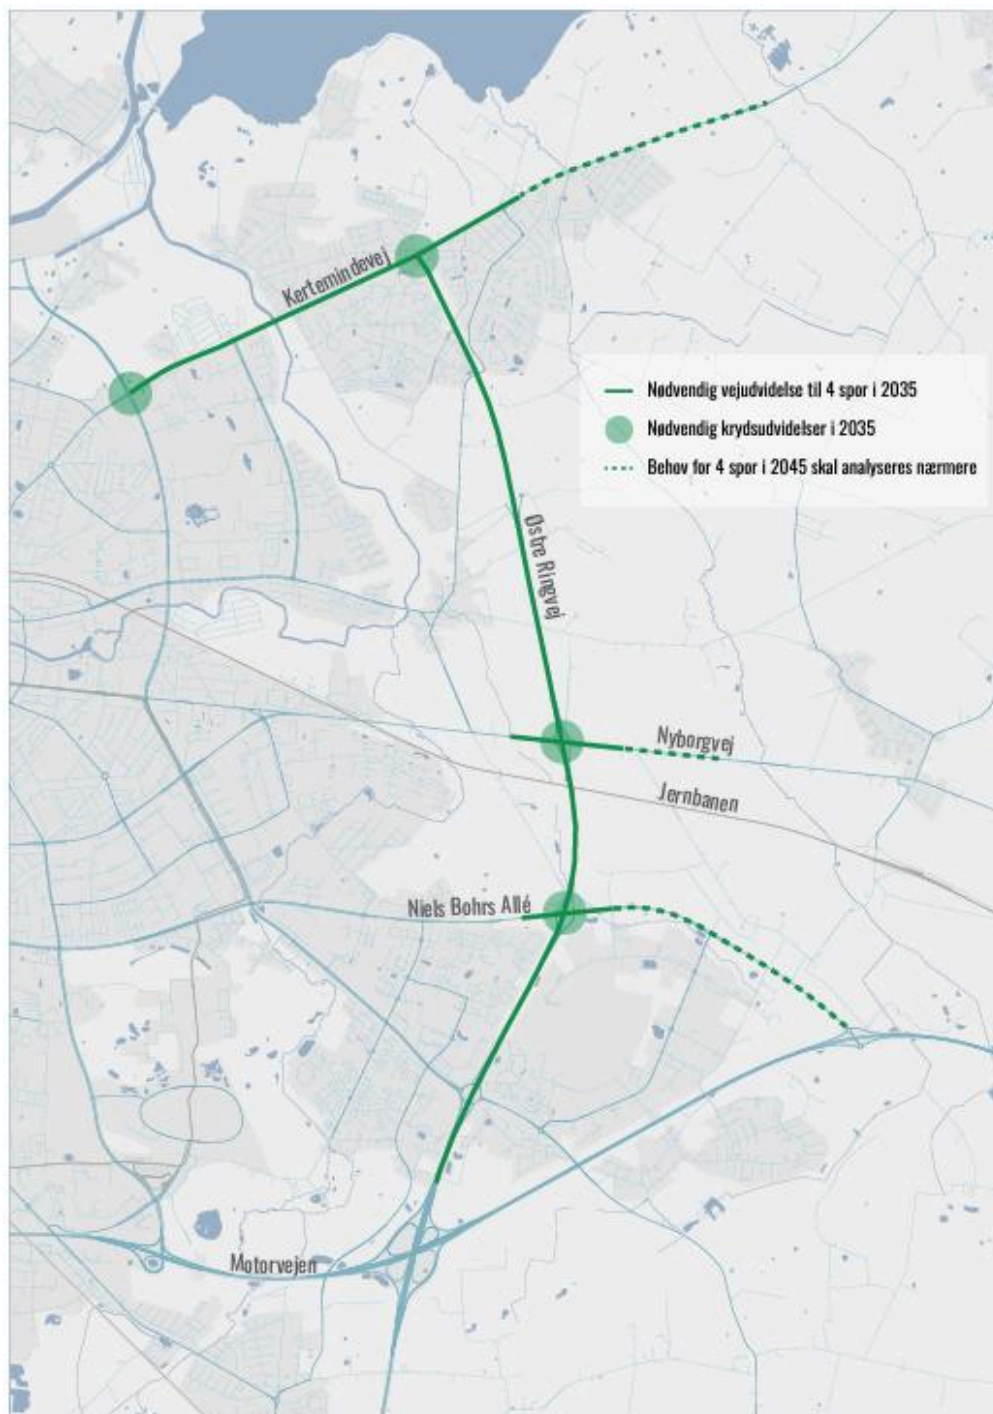 Kertemindevej
Nødvendig vejudvidelse til 4 spor i 2035
Nødvendig krydsudvidelser i 2035
Behov for 4 spor i 2045 skal analyseres nærmere
Østre Ringvej
Nyborgvej
Jernbanen
Niels Bohrs Allé
Motorvejen